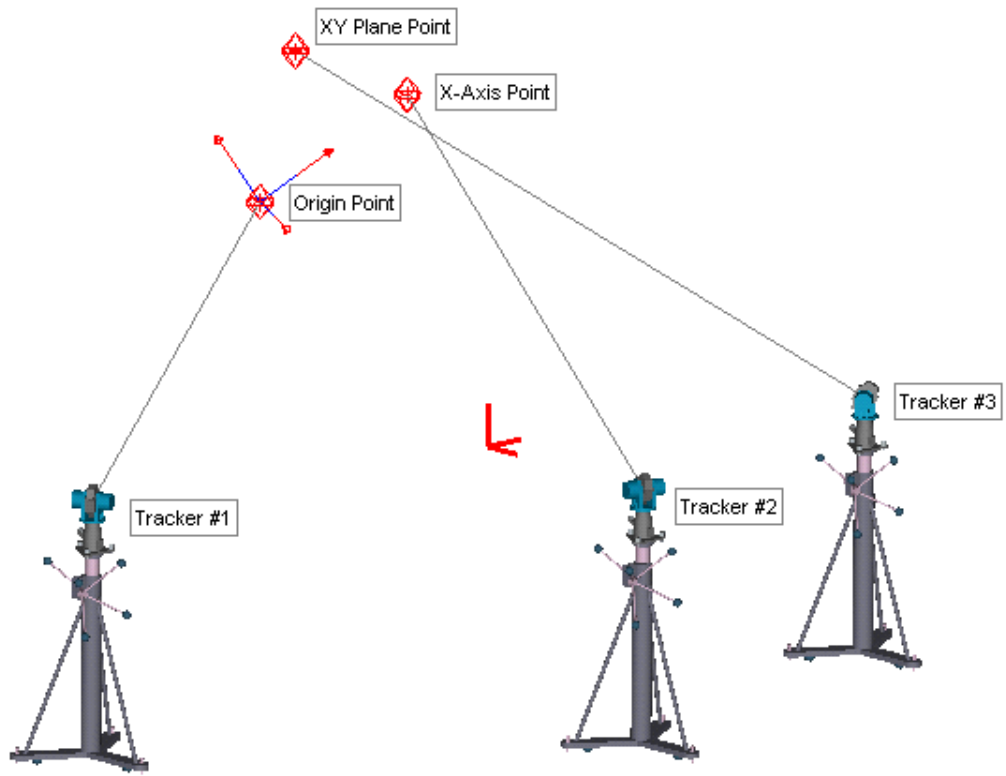 XY Plane Point
X-Axis Point
Origin Point
Tracker #3
Tracker #2
Tracker #1